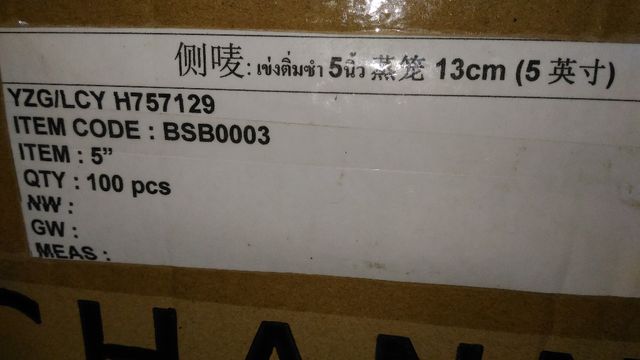 侧唛: เข่งติ่มซำ 5นิ้ว 蒸笼 13cm (5 英寸)
YZG/LCY H757129
ITEM CODE : BSB0003
ITEM : 5”
QTY : 100 pcs
NW :
GW :
MEAS :